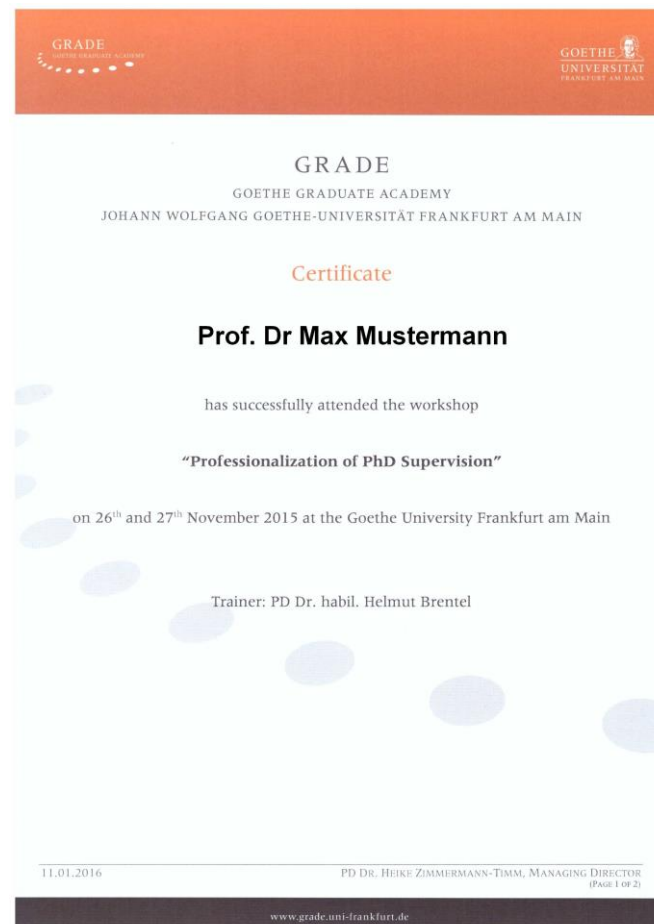 GRADE
GOETHE GRADUATE ACADEMY
GOETHE
UNIVERSITÄT
FRANKFURT AM MAIN
GRADE
GOETHE GRADUATE ACADEMY
JOHANN WOLFGANG GOETHE-UNIVERSITÄT FRANKFURT AM MAIN
Certificate
Prof. Dr Max Mustermann
has successfully attended the workshop
“Professionalization of PhD Supervision”
on 26th and 27th November 2015 at the Goethe University Frankfurt am Main
Trainer: PD Dr. habil. Helmut Brentel
11.01.2016
PD DR. HEIKE ZIMMERMANN-TIMM, MANAGING DIRECTOR
(PAGE 1 OF 2)
www.grade.uni-frankfurt.de